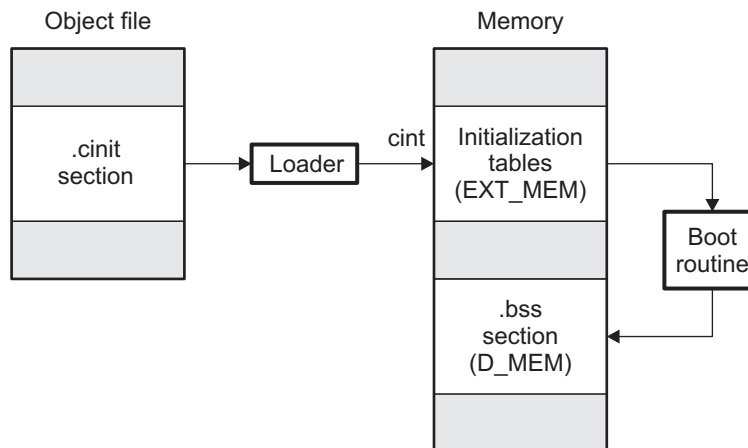 Object file
Memory
.cinit
section
Loader
cint
Initialization
tables
(EXT_MEM)
Boot
routine
.bss
section
(D_MEM)